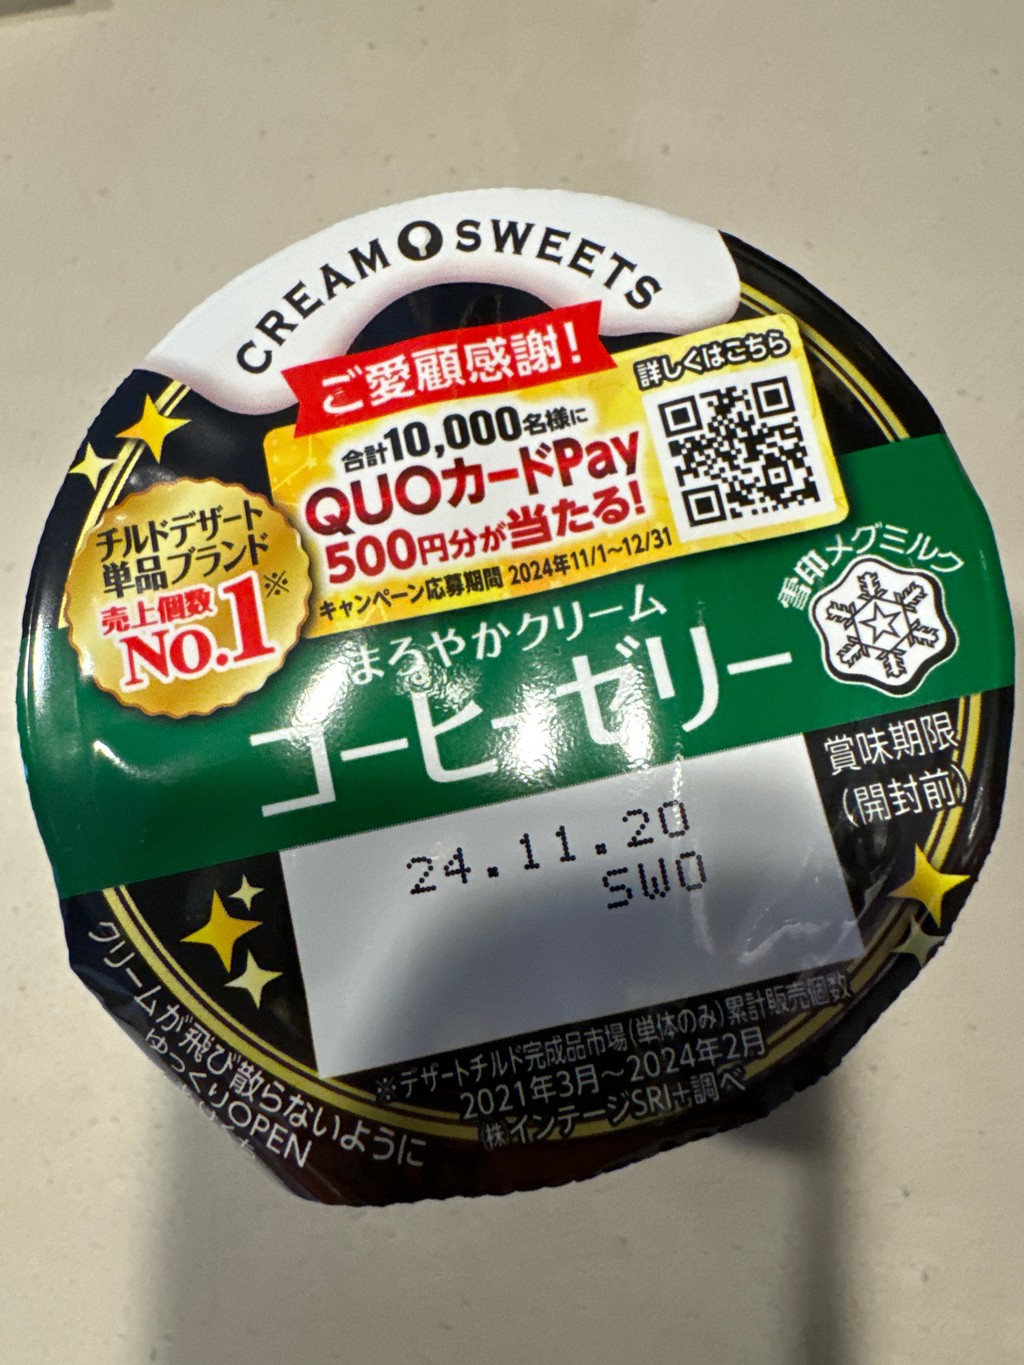 CREAM SWEETS
ご愛顧感謝!
詳しくはこちら
合計10,000名様に
QUOカードPay
500円分が当たる!
キャンペーン応募期間 2024年11/1〜12/31
チルドデザート
単品ブランド
売上個数※
No.1
雪印メグミルク
まろやかクリーム
コーヒーゼリー
賞味期限
(開封前)
24.11.20
SWO
※デザートチルド完成品市場(単体のみ)累計販売個数
2021年3月〜2024年2月
㈱インテージSRI+調べ
クリームが飛び散らないように
ゆっくりOPEN